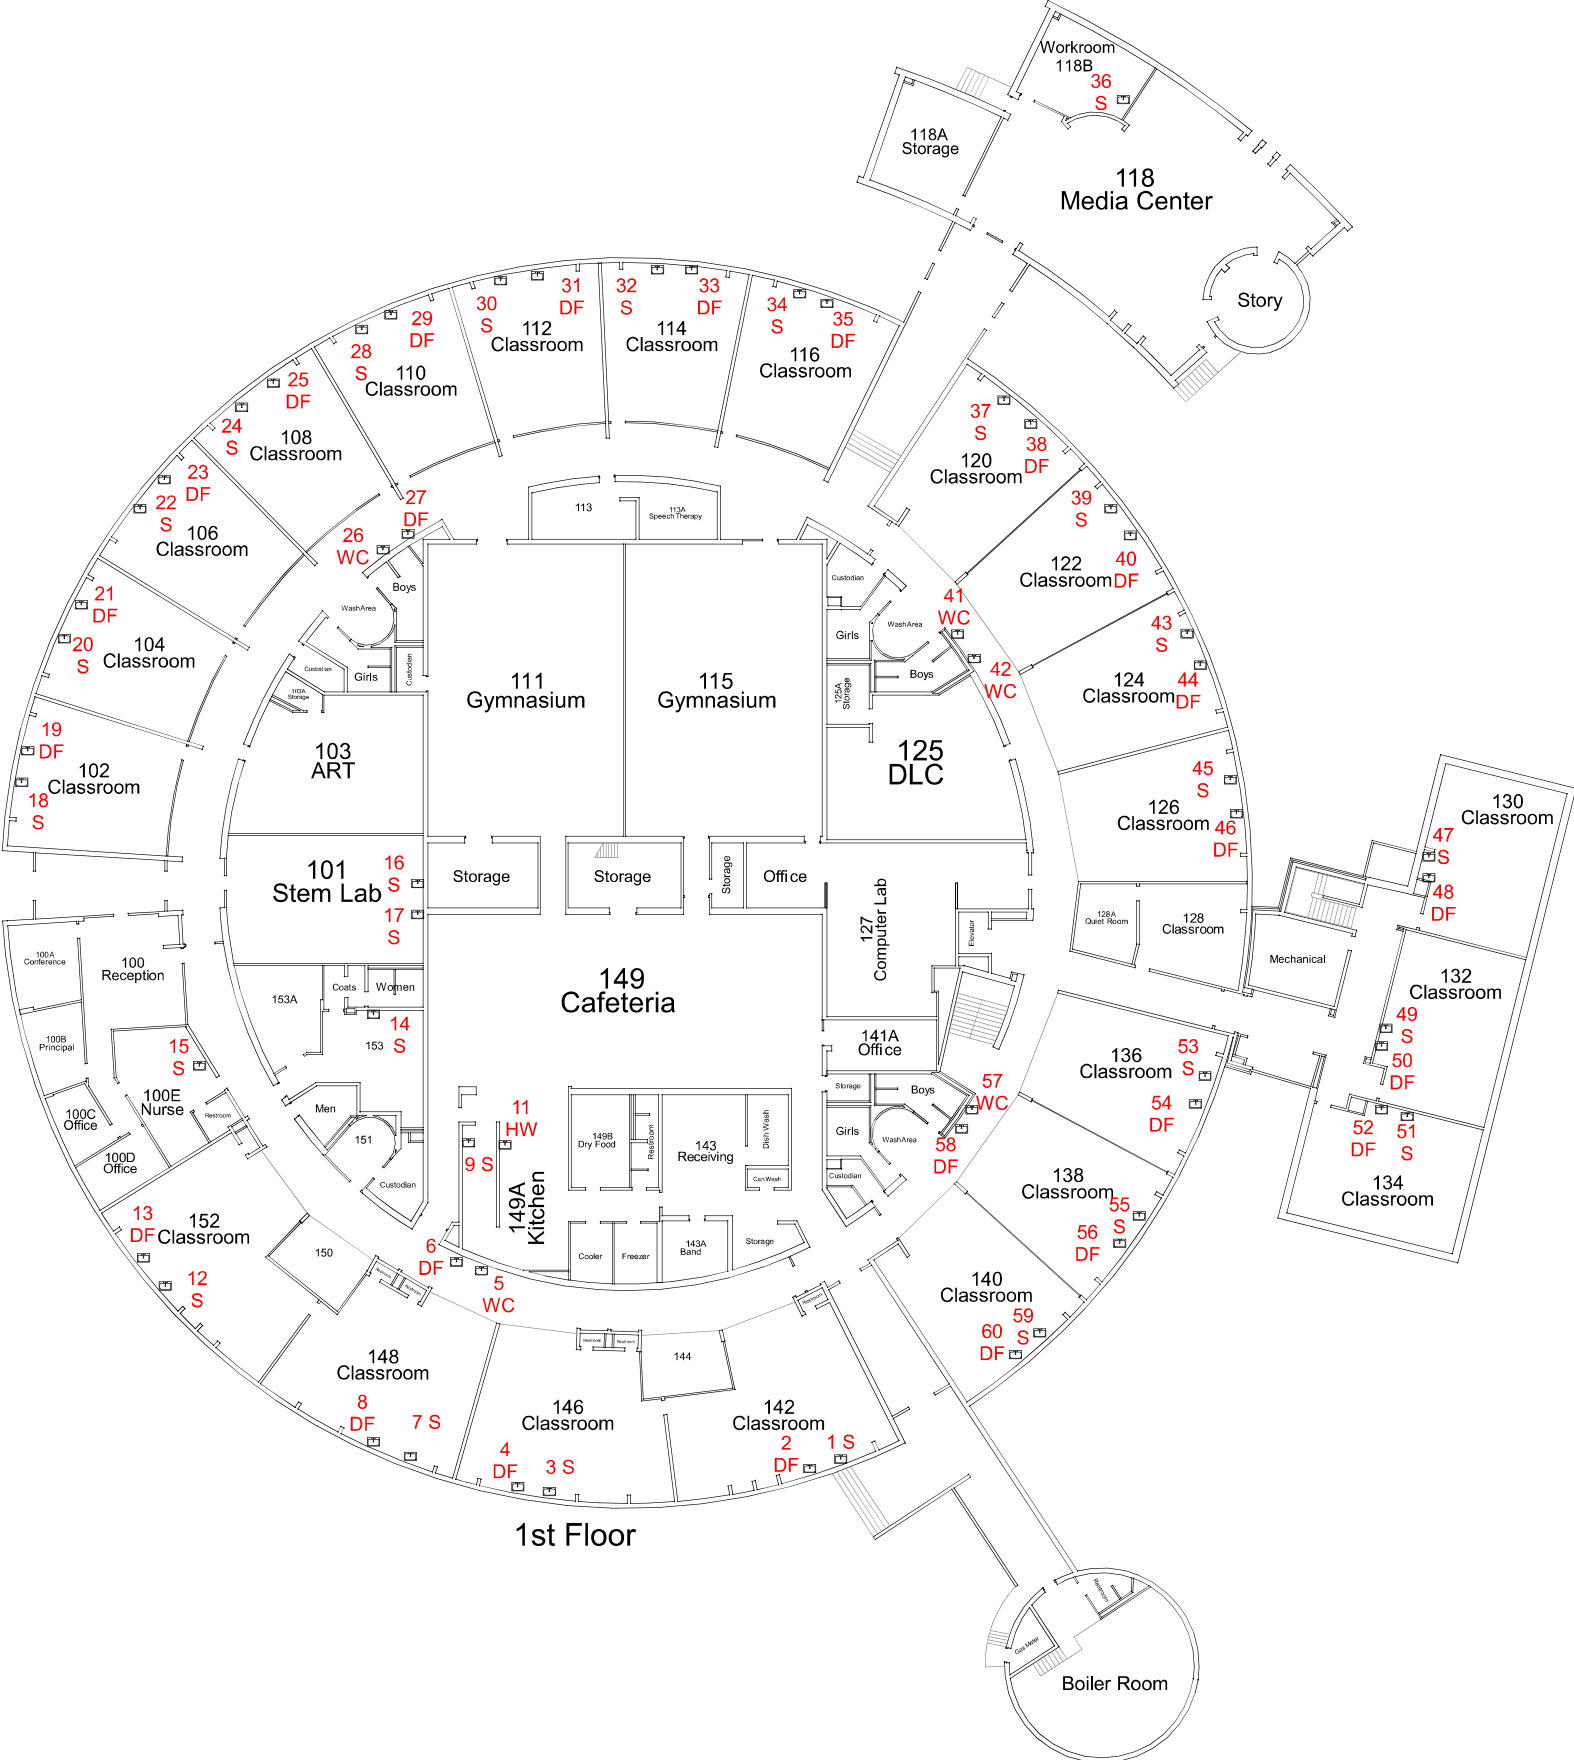 Workroom
118B
36
S
118A
Storage
118
Media Center
Story
30
S
31
DF
112
Classroom
32
S
33
DF
114
Classroom
34
S
35
DF
116
Classroom
28
S
29
DF
110
Classroom
24
S
25
DF
108
Classroom
22
S
23
DF
106
Classroom
20
S
21
DF
104
Classroom
19
DF
18
S
102
Classroom
26
WC
27
DF
Boys
WashArea
Custodian
Girls
Custodian
103A
Storage
103
ART
113
113A
Speech Therapy
111
Gymnasium
115
Gymnasium
Custodian
Girls
WashArea
Boys
125A
Storage
41
WC
42
WC
125
DLC
37
S
38
DF
120
Classroom
39
S
40
DF
122
Classroom
43
S
44
DF
124
Classroom
45
S
46
DF
126
Classroom
128A
Quiet Room
128
Classroom
Mechanical
130
Classroom
47
S
48
DF
132
Classroom
49
S
50
DF
52
DF
51
S
134
Classroom
101
Stem Lab
16
S
17
S
Storage
Storage
Storage
Office
127
Computer Lab
Elevator
100A
Conference
100
Reception
100B
Principal
15
S
100E
Nurse
100C
Office
100D
Office
Restroom
153A
Coats
Women
153
14
S
Men
151
Custodian
149
Cafeteria
141A
Office
Storage
Boys
Girls
WashArea
Custodian
57
WC
58
DF
136
Classroom
53
S
54
DF
138
Classroom
55
S
56
DF
140
Classroom
59
S
60
DF
11
HW
9 S
149A
Kitchen
149B
Dry Food
Restroom
143
Receiving
Dish Wash
Can Wash
Cooler
Freezer
143A
Band
Storage
6
DF
5
WC
13
DF
152
Classroom
12
S
150
Restroom
Restroom
148
Classroom
8
DF
7 S
Restroom
Restroom
144
Restroom
146
Classroom
4
DF
3 S
142
Classroom
2
DF
1 S
1st Floor
Restroom
Gas Meter
Boiler Room